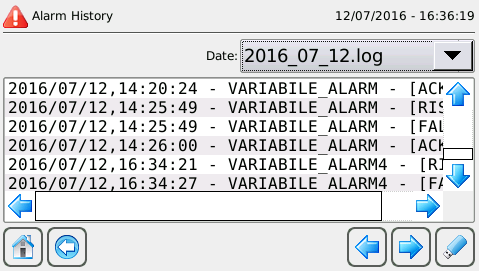 Alarm History
12/07/2016 - 16:36:19
Date: 2016_07_12.log
2016/07/12,14:20:24 - VARIABILE_ALARM - [ACK
2016/07/12,14:25:49 - VARIABILE_ALARM - [RIS
2016/07/12,14:25:49 - VARIABILE_ALARM - [FAL
2016/07/12,14:26:00 - VARIABILE_ALARM - [ACK
2016/07/12,16:34:21 - VARIABILE_ALARM4 - [RI
2016/07/12,16:34:27 - VARIABILE_ALARM4 - [FA